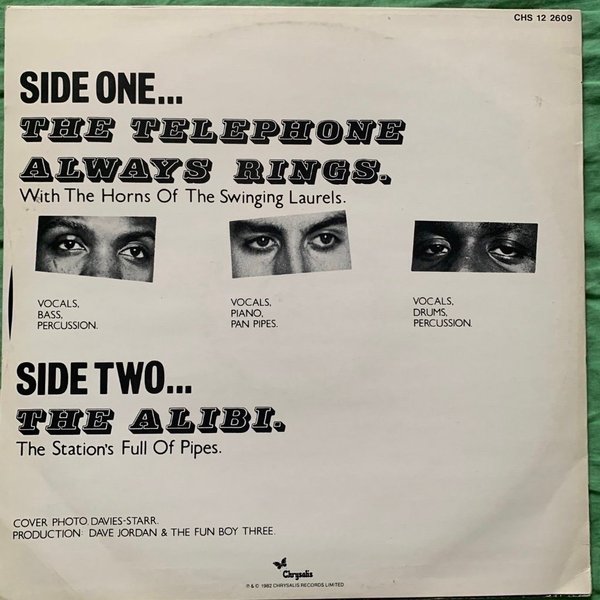 CHS 12 2609
SIDE ONE...
THE TELEPHONE
ALWAYS RINGS.
With The Horns Of The Swinging Laurels.
VOCALS,
BASS,
PERCUSSION.
VOCALS,
PIANO,
PAN PIPES.
VOCALS,
DRUMS,
PERCUSSION.
SIDE TWO...
THE ALIBI.
The Station's Full Of Pipes.
COVER PHOTO DAVIES-STARR.
PRODUCTION: DAVE JORDAN & THE FUN BOY THREE.
Chrysalis
℗ & © 1982 CHRYSALIS RECORDS LIMITED